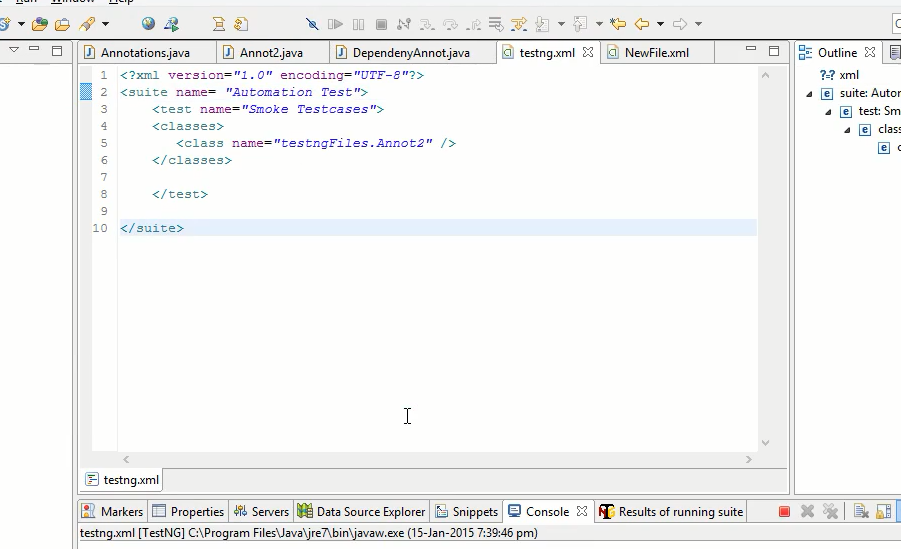 Run Window Help
Annotations.java Annot2.java DependenyAnnot.java testng.xml NewFile.xml Outline
1 <?xml version="1.0" encoding="UTF-8"?>
2 <suite name= "Automation Test">
3 <test name="Smoke Testcases">
4 <classes>
5 <class name="testngFiles.Annot2" />
6 </classes>
7
8 </test>
9
10 </suite>
?-? xml
e suite: Autor
e test: Sm
e class
e c
testng.xml
Markers Properties Servers Data Source Explorer Snippets Console Results of running suite
testng.xml [TestNG] C:\Program Files\Java\jre7\bin\javaw.exe (15-Jan-2015 7:39:46 pm)